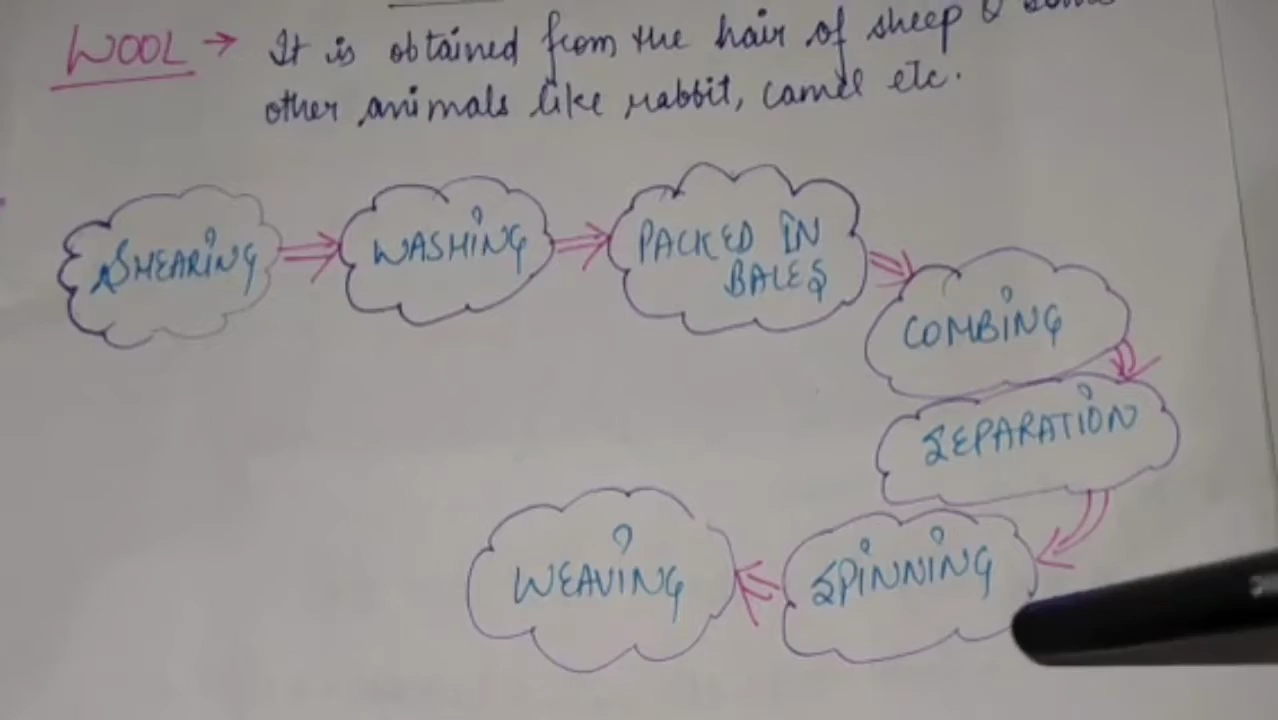 WOOL → It is obtained from the hair of sheep & some
other animals like rabbit, camel etc.
SHEARING
WASHING
PACKED IN
BALES
COMBING
SEPARATION
SPINNING
WEAVING